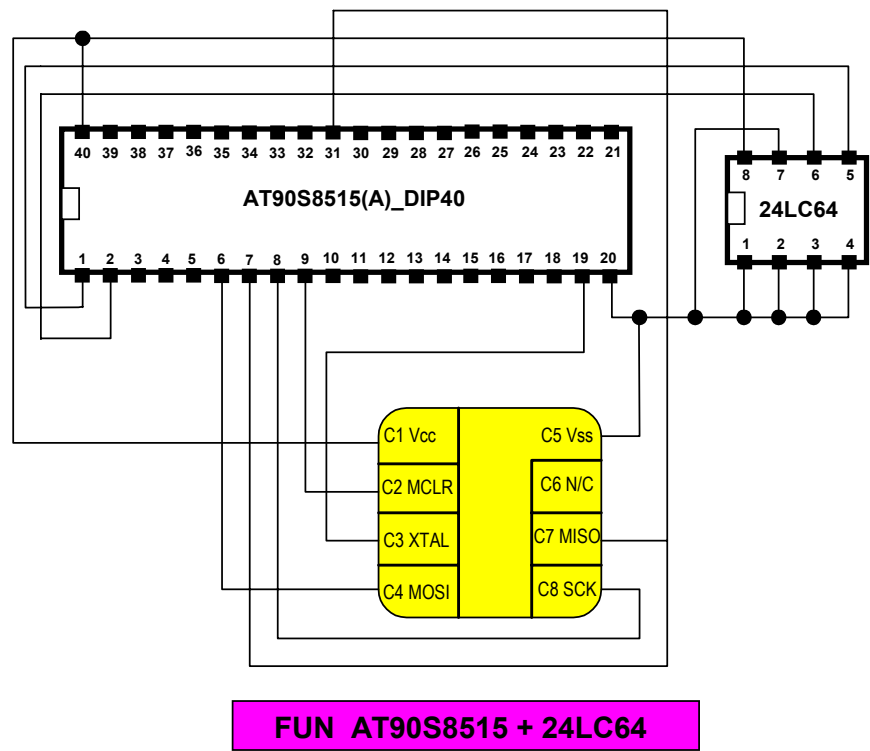 40 39 38 37 36 35 34 33 32 31 30 29 28 27 26 25 24 23 22 21
AT90S8515(A)_DIP40
1 2 3 4 5 6 7 8 9 10 11 12 13 14 15 16 17 18 19 20
8 7 6 5
24LC64
1 2 3 4
C1 Vcc
C5 Vss
C2 MCLR
C6 N/C
C3 XTAL
C7 MISO
C4 MOSI
C8 SCK
FUN AT90S8515 + 24LC64